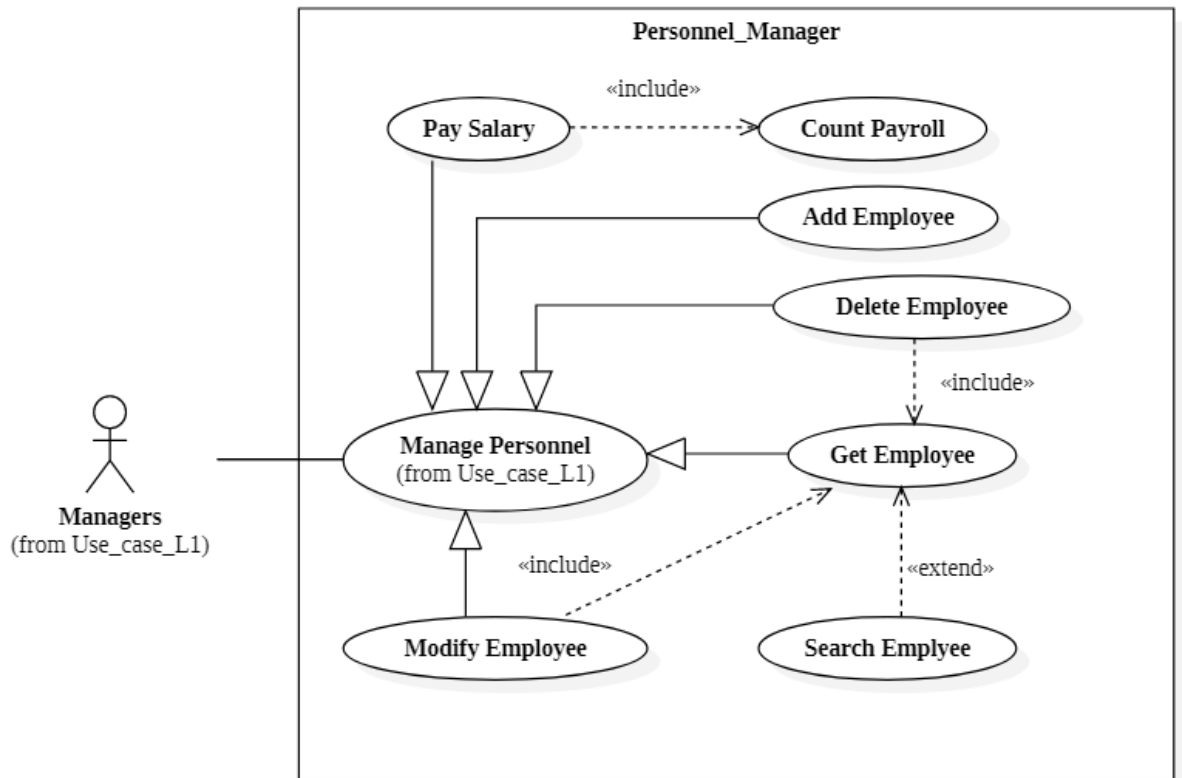 Personnel_Manager
«include»
Pay Salary
Count Payroll
Add Employee
Delete Employee
«include»
Manage Personnel
(from Use_case_L1)
Get Employee
Managers
(from Use_case_L1)
«include»
«extend»
Modify Employee
Search Emplyee